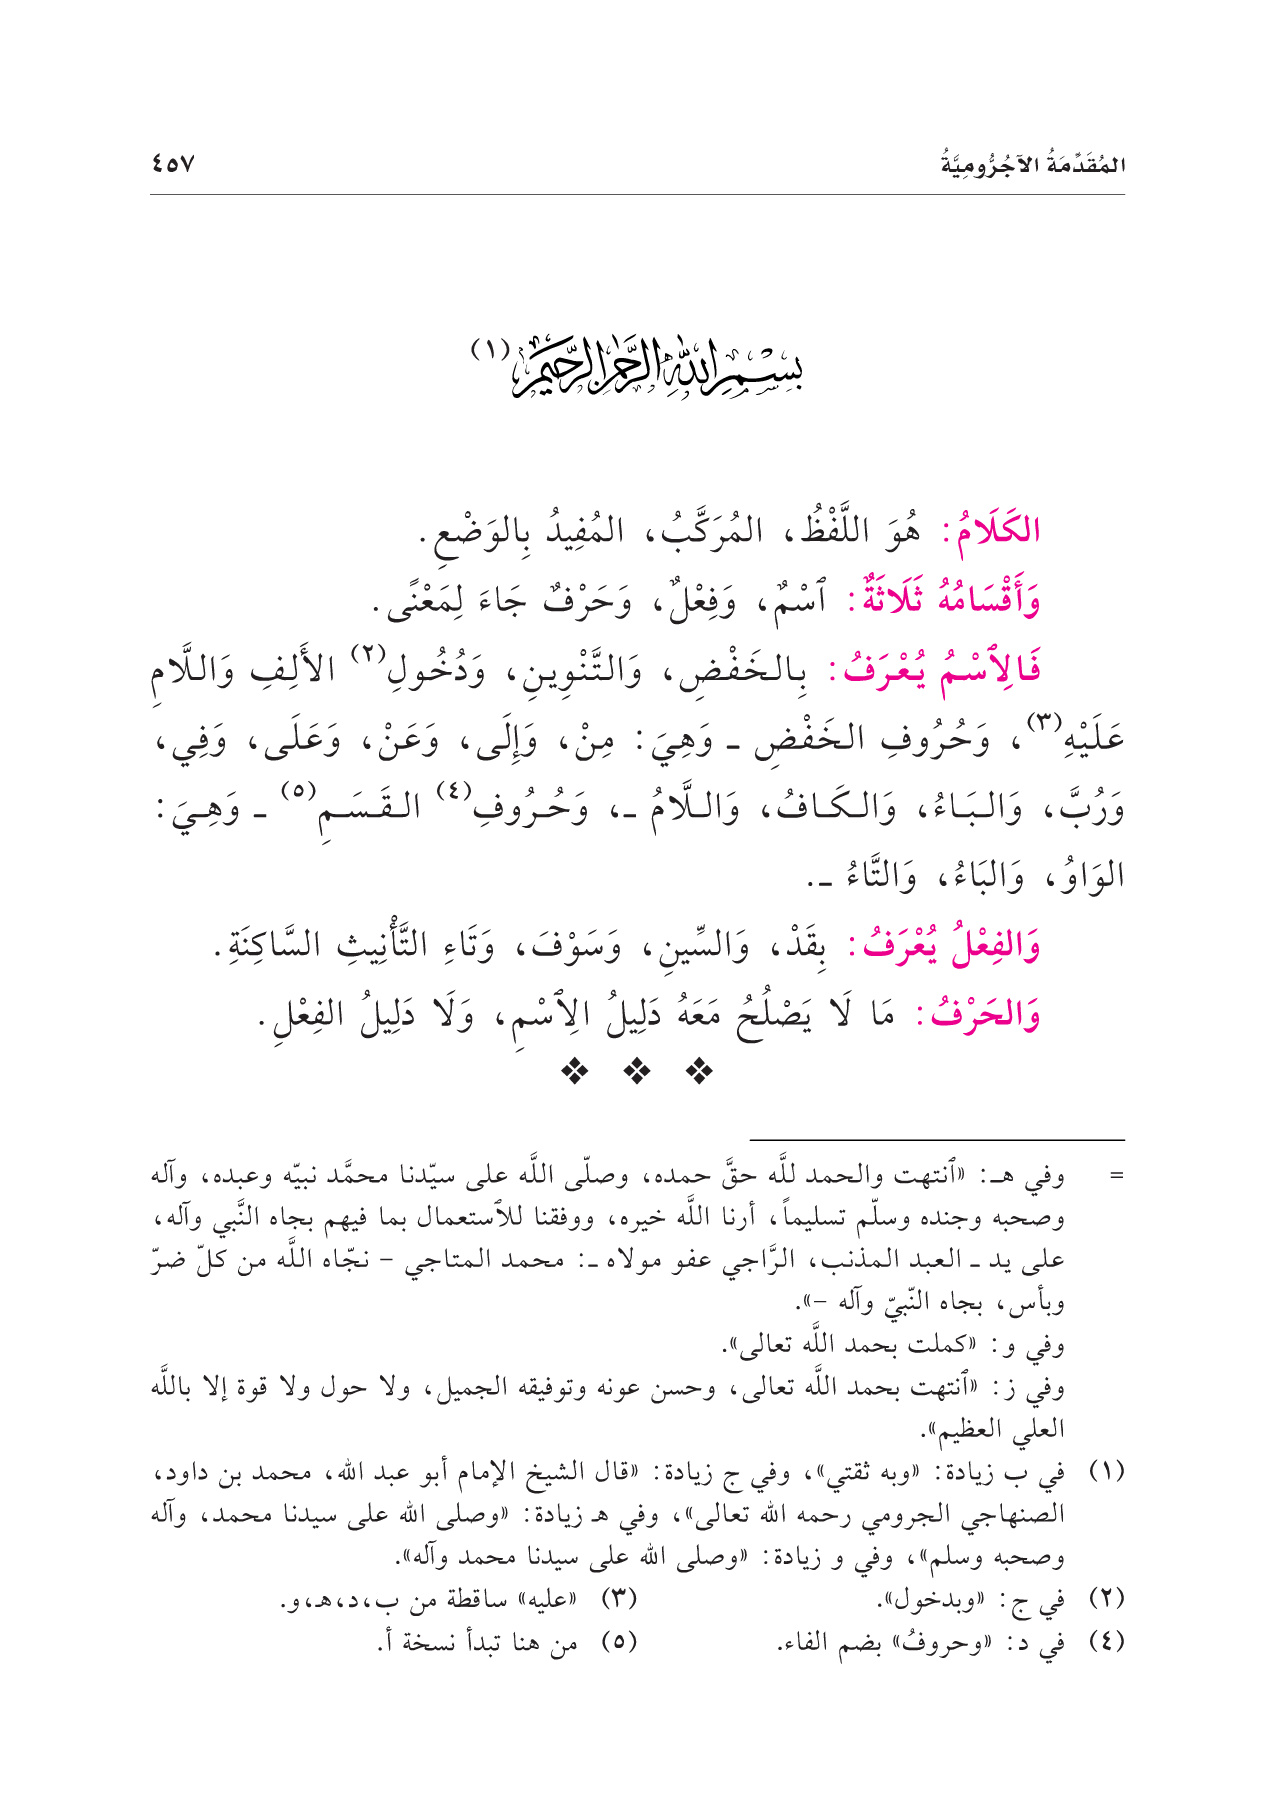 المُقَدِّمَةُ الآجُرُّومِيَّةُ ٤٥٧
بِسْمِ اللَّهِ الرَّحْمَٰنِ الرَّحِيمِ (١)
الكَلَامُ: هُوَ اللَّفْظُ، المُرَكَّبُ، المُفِيدُ بِالوَضْعِ.
وَأَقْسَامُهُ ثَلَاثَةٌ: ٱسْمٌ، وَفِعْلٌ، وَحَرْفٌ جَاءَ لِمَعْنًى.
فَالِٱسْمُ يُعْرَفُ: بِالخَفْضِ، وَالتَّنْوِينِ، وَدُخُولِ(٢) الأَلِفِ وَاللَّامِ
عَلَيْهِ(٣)، وَحُرُوفِ الخَفْضِ ـ وَهِيَ: مِنْ، وَإِلَى، وَعَنْ، وَعَلَى، وَفِي،
وَرُبَّ، وَالبَاءُ، وَالكَافُ، وَاللَّامُ ـ، وَحُرُوفِ(٤) القَسَمِ(٥) ـ وَهِيَ:
الوَاوُ، وَالبَاءُ، وَالتَّاءُ ـ.
وَالفِعْلُ يُعْرَفُ: بِقَدْ، وَالسِّينِ، وَسَوْفَ، وَتَاءِ التَّأْنِيثِ السَّاكِنَةِ.
وَالحَرْفُ: مَا لَا يَصْلُحُ مَعَهُ دَلِيلُ الِٱسْمِ، وَلَا دَلِيلُ الفِعْلِ.
= وفي هـ: «ٱنتهت والحمد للَّه حقَّ حمده، وصلّى اللَّه على سيّدنا محمَّد نبيّه وعبده، وآله
وصحبه وجنده وسلّم تسليماً، أرنا اللَّه خيره، ووفقنا للٱستعمال بما فيهم بجاه النَّبي وآله،
على يد ـ العبد المذنب، الرَّاجي عفو مولاه ـ: محمد المتاجي – نجّاه اللَّه من كلّ ضرّ
وبأس، بجاه النّبيّ وآله –».
وفي و: «كملت بحمد اللَّه تعالى».
وفي ز: «ٱنتهت بحمد اللَّه تعالى، وحسن عونه وتوفيقه الجميل، ولا حول ولا قوة إلا باللَّه
العلي العظيم».
(١) في ب زيادة: «وبه ثقتي»، وفي ج زيادة: «قال الشيخ الإمام أبو عبد الله، محمد بن داود،
الصنهاجي الجرومي رحمه الله تعالى»، وفي هـ زيادة: «وصلى الله على سيدنا محمد، وآله
وصحبه وسلم»، وفي و زيادة: «وصلى الله على سيدنا محمد وآله».
(٢) في ج: «وبدخول». (٣) «عليه» ساقطة من ب،د،هـ،و.
(٤) في د: «وحروفُ» بضم الفاء. (٥) من هنا تبدأ نسخة أ.